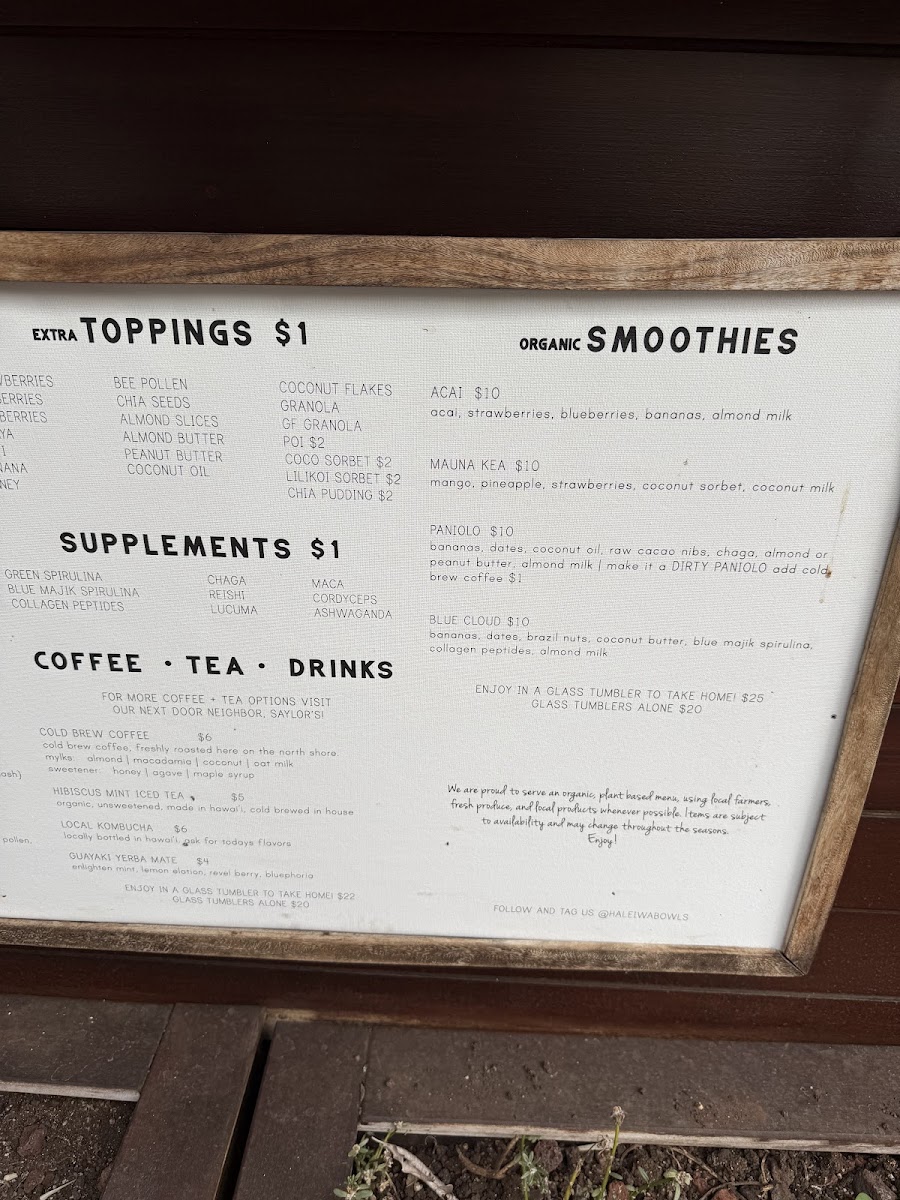 EXTRA TOPPINGS $1
BEE POLLEN
CHIA SEEDS
ALMOND SLICES
ALMOND BUTTER
PEANUT BUTTER
COCONUT OIL
COCONUT FLAKES
GRANOLA
GF GRANOLA
POI $2
COCO SORBET $2
LILIKOI SORBET $2
CHIA PUDDING $2
SUPPLEMENTS $1
GREEN SPIRULINA
BLUE MAJIK SPIRULINA
COLLAGEN PEPTIDES
CHAGA
REISHI
LUCUMA
MACA
CORDYCEPS
ASHWAGANDA
COFFEE · TEA · DRINKS
FOR MORE COFFEE + TEA OPTIONS VISIT
OUR NEXT DOOR NEIGHBOR, SAYLOR'S!
COLD BREW COFFEE $6
cold brew coffee, freshly roasted here on the north shore
mylks: almond | macadamia | coconut | oat milk
sweetener: honey | agave | maple syrup
HIBISCUS MINT ICED TEA $5
organic, unsweetened, made in hawai'i, cold brewed in house
LOCAL KOMBUCHA $6
locally bottled in hawai'i, ask for todays flavors
GUAYAKI YERBA MATE $4
enlighten mint, lemon elation, revel berry, bluephoria
ENJOY IN A GLASS TUMBLER TO TAKE HOME! $22
GLASS TUMBLERS ALONE $20
ash)
pollen,
ORGANIC SMOOTHIES
ACAI $10
acai, strawberries, blueberries, bananas, almond milk
MAUNA KEA $10
mango, pineapple, strawberries, coconut sorbet, coconut milk
PANIOLO $10
bananas, dates, coconut oil, raw cacao nibs, chaga, almond or
peanut butter, almond milk | make it a DIRTY PANIOLO add cold
brew coffee $1
BLUE CLOUD $10
bananas, dates, brazil nuts, coconut butter, blue majik spirulina,
collagen peptides, almond milk
ENJOY IN A GLASS TUMBLER TO TAKE HOME! $25
GLASS TUMBLERS ALONE $20
We are proud to serve an organic, plant based menu, using local farmers,
fresh produce, and local products whenever possible. Items are subject
to availability and may change throughout the seasons.
Enjoy!
FOLLOW AND TAG US @HALEIWABOWLS